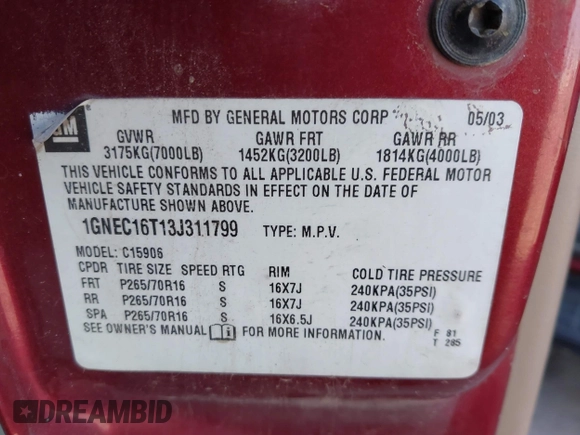 GM
MFD BY GENERAL MOTORS CORP 05/03
GVWR GAWR FRT GAWR RR
3175KG(7000LB) 1452KG(3200LB) 1814KG(4000LB)
THIS VEHICLE CONFORMS TO ALL APPLICABLE U.S. FEDERAL MOTOR
VEHICLE SAFETY STANDARDS IN EFFECT ON THE DATE OF
MANUFACTURE SHOWN ABOVE.
1GNEC16T13J311799 TYPE: M.P.V.
MODEL: C15906
CPDR TIRE SIZE SPEED RTG RIM COLD TIRE PRESSURE
FRT P265/70R16 S 16X7J 240KPA(35PSI)
RR P265/70R16 S 16X7J 240KPA(35PSI)
SPA P265/70R16 S 16X6.5J 240KPA(35PSI)
SEE OWNER'S MANUAL FOR MORE INFORMATION. F 81
T 285
DREAMBID